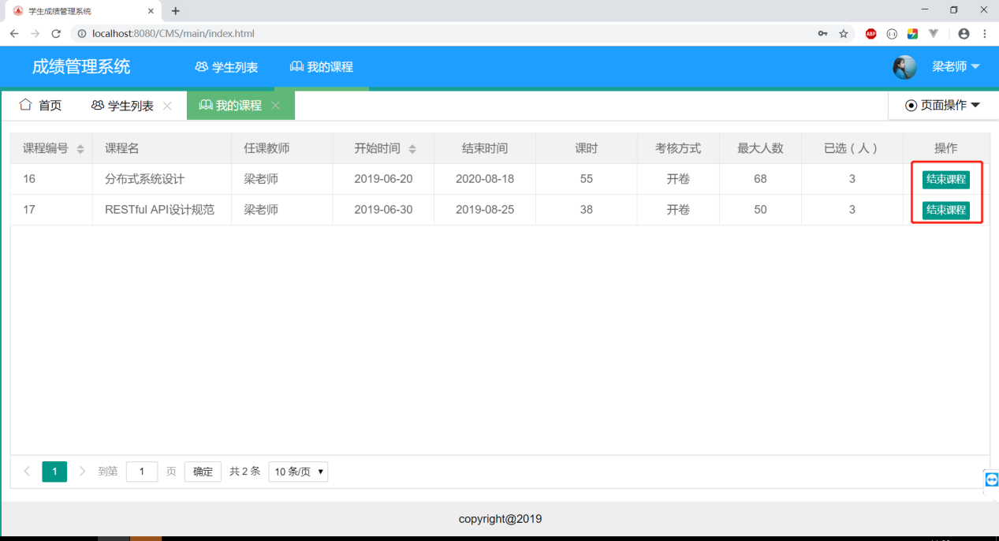 学生成绩管理系统
localhost:8080/CMS/main/index.html
ABP
成绩管理系统 学生列表 我的课程 梁老师
首页 学生列表 我的课程 页面操作
课程编号 课程名 任课教师 开始时间 结束时间 课时 考核方式 最大人数 已选（人） 操作
16 分布式系统设计 梁老师 2019-06-20 2020-08-18 55 开卷 68 3 结束课程
17 RESTful API设计规范 梁老师 2019-06-30 2019-08-25 38 开卷 50 3 结束课程
1 到第 1 页 确定 共 2 条 10 条/页
copyright@2019